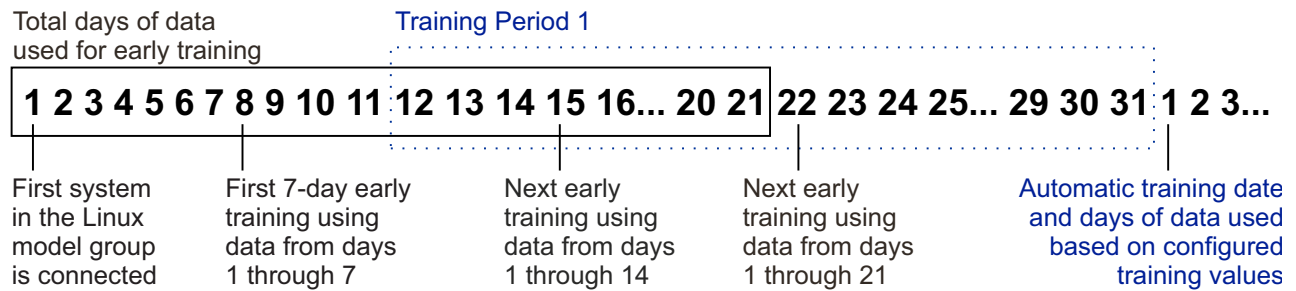 Total days of data
used for early training
Training Period 1
1 2 3 4 5 6 7 8 9 10 11 12 13 14 15 16... 20 21 22 23 24 25... 29 30 31 1 2 3...
First system
in the Linux
model group
is connected
First 7-day early
training using
data from days
1 through 7
Next early
training using
data from days
1 through 14
Next early
training using
data from days
1 through 21
Automatic training date
and days of data used
based on configured
training values